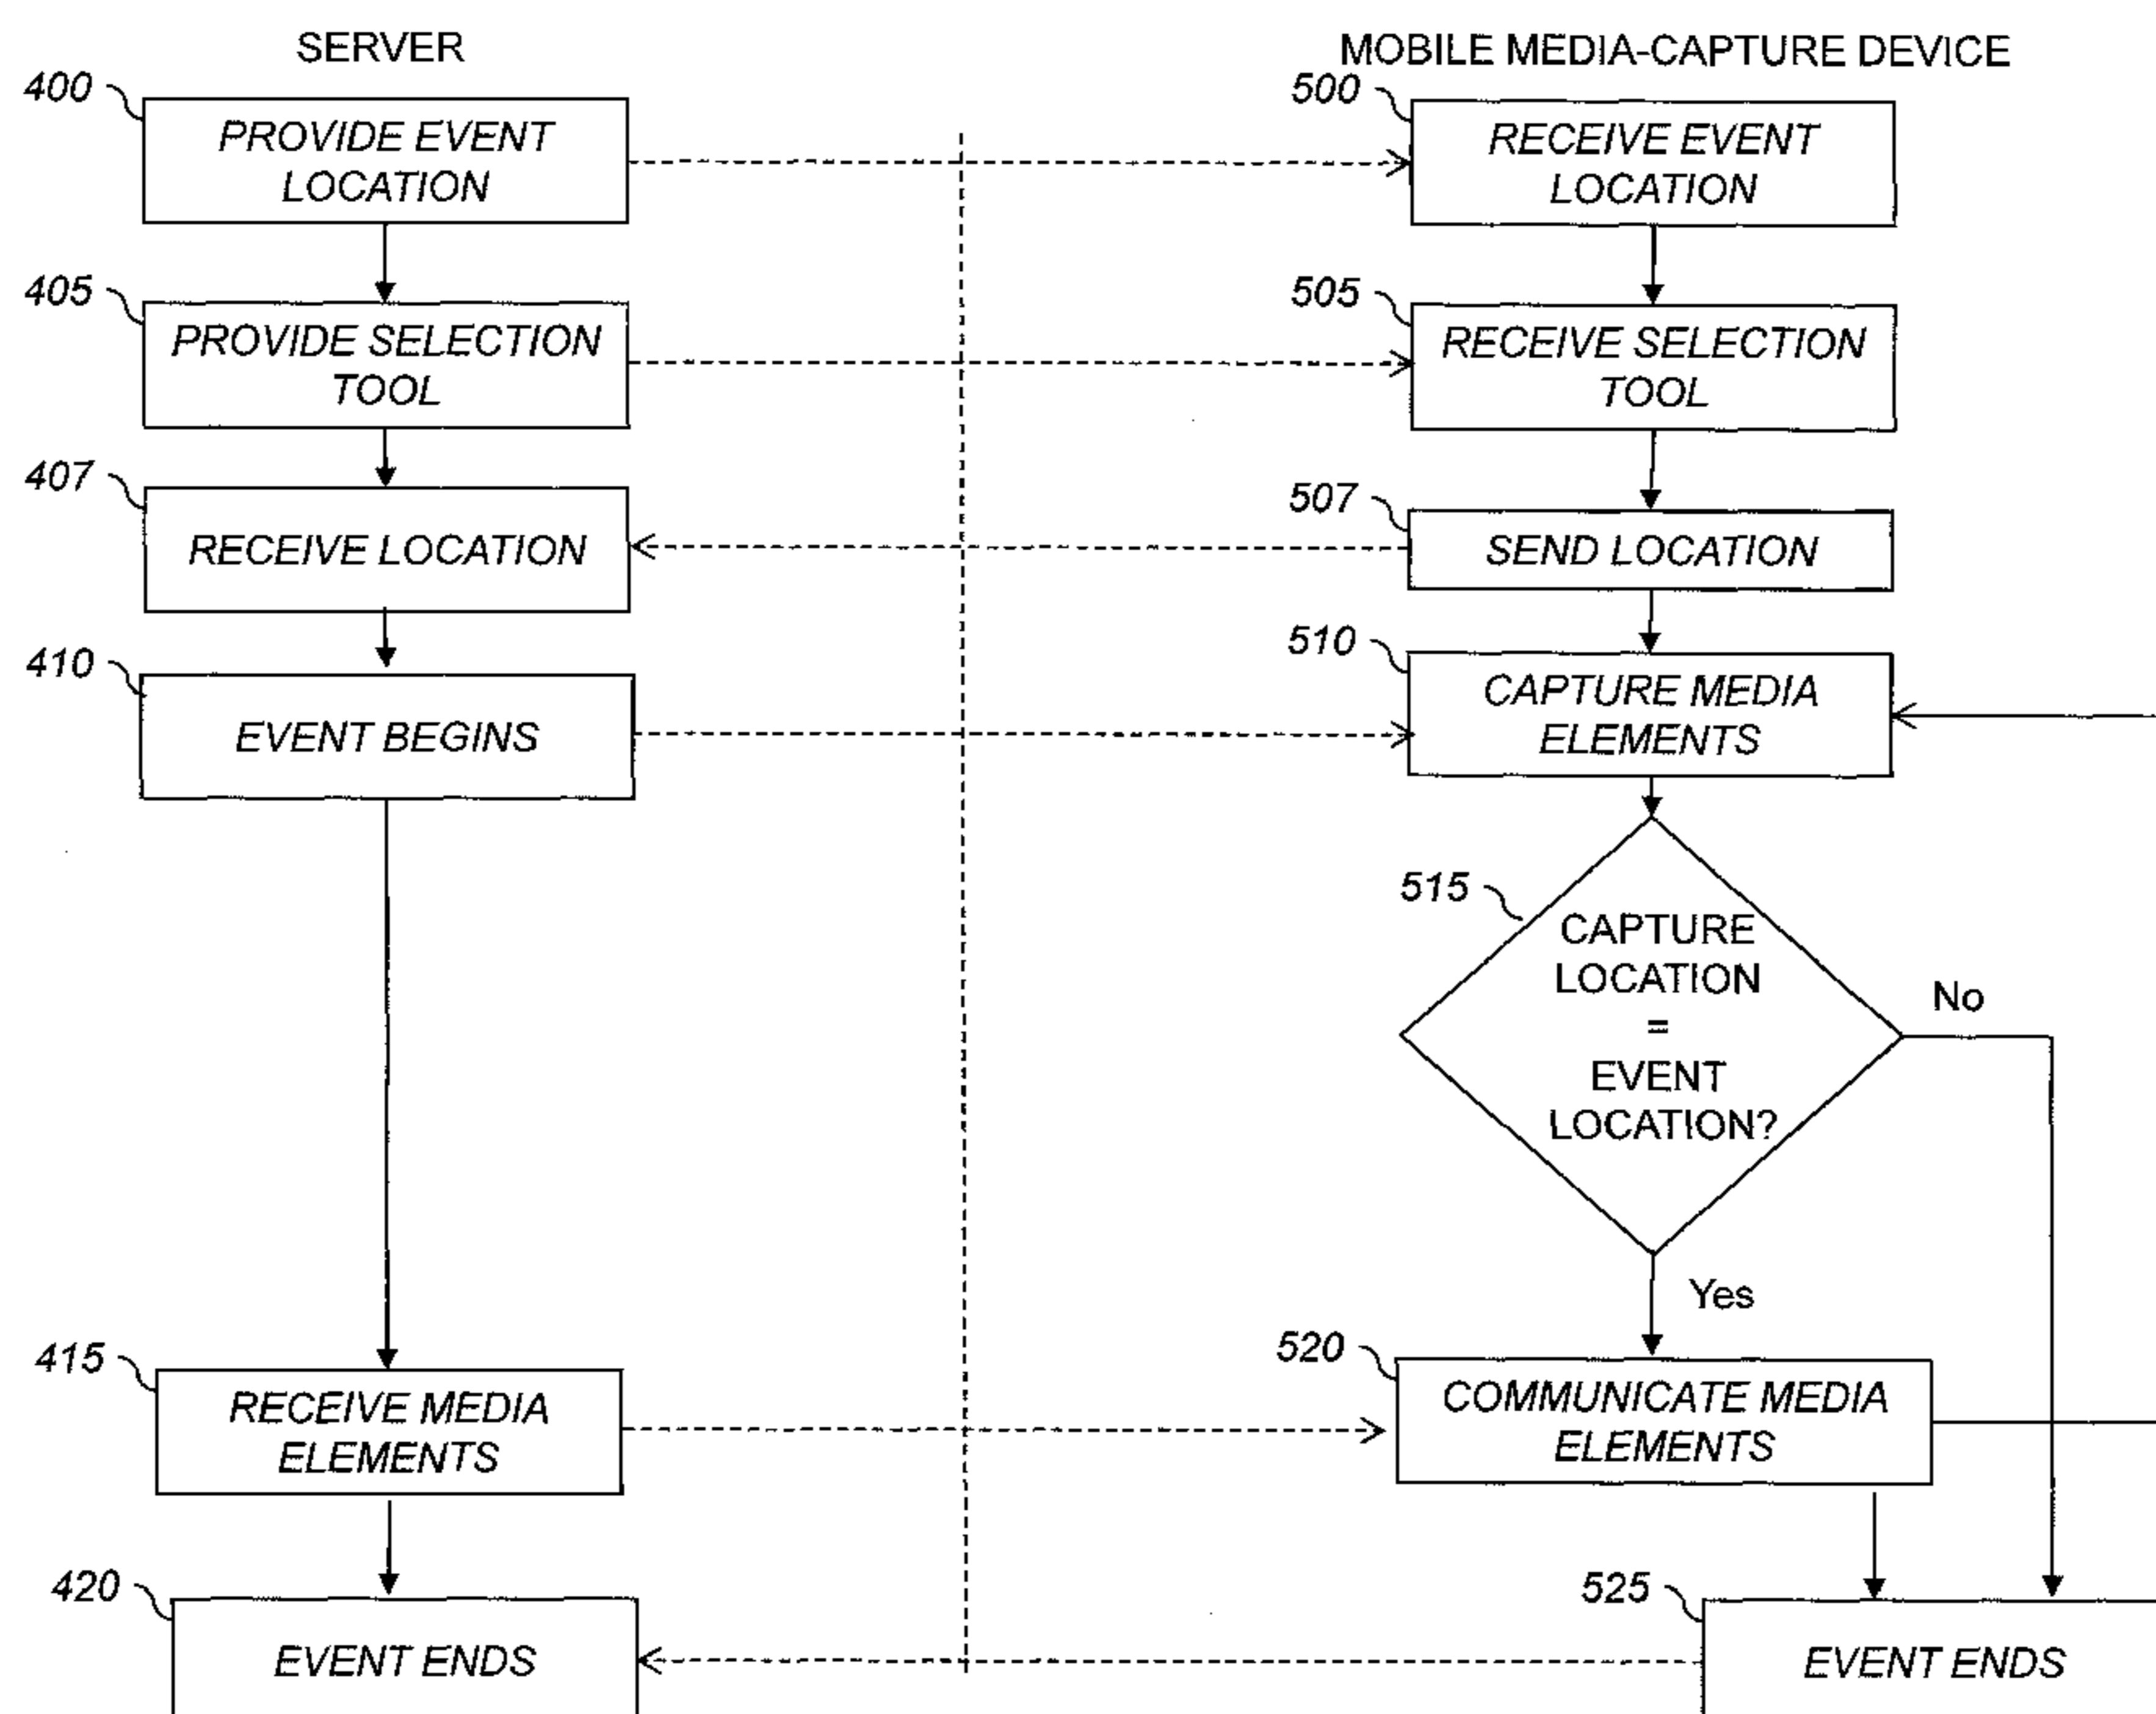 SERVER
400
PROVIDE EVENT
LOCATION
405
PROVIDE SELECTION
TOOL
407
RECEIVE LOCATION
410
EVENT BEGINS
415
RECEIVE MEDIA
ELEMENTS
420
EVENT ENDS
MOBILE MEDIA-CAPTURE DEVICE
500
RECEIVE EVENT
LOCATION
505
RECEIVE SELECTION
TOOL
507
SEND LOCATION
510
CAPTURE MEDIA
ELEMENTS
515
CAPTURE
LOCATION
=
EVENT
LOCATION?
No
Yes
520
COMMUNICATE MEDIA
ELEMENTS
525
EVENT ENDS